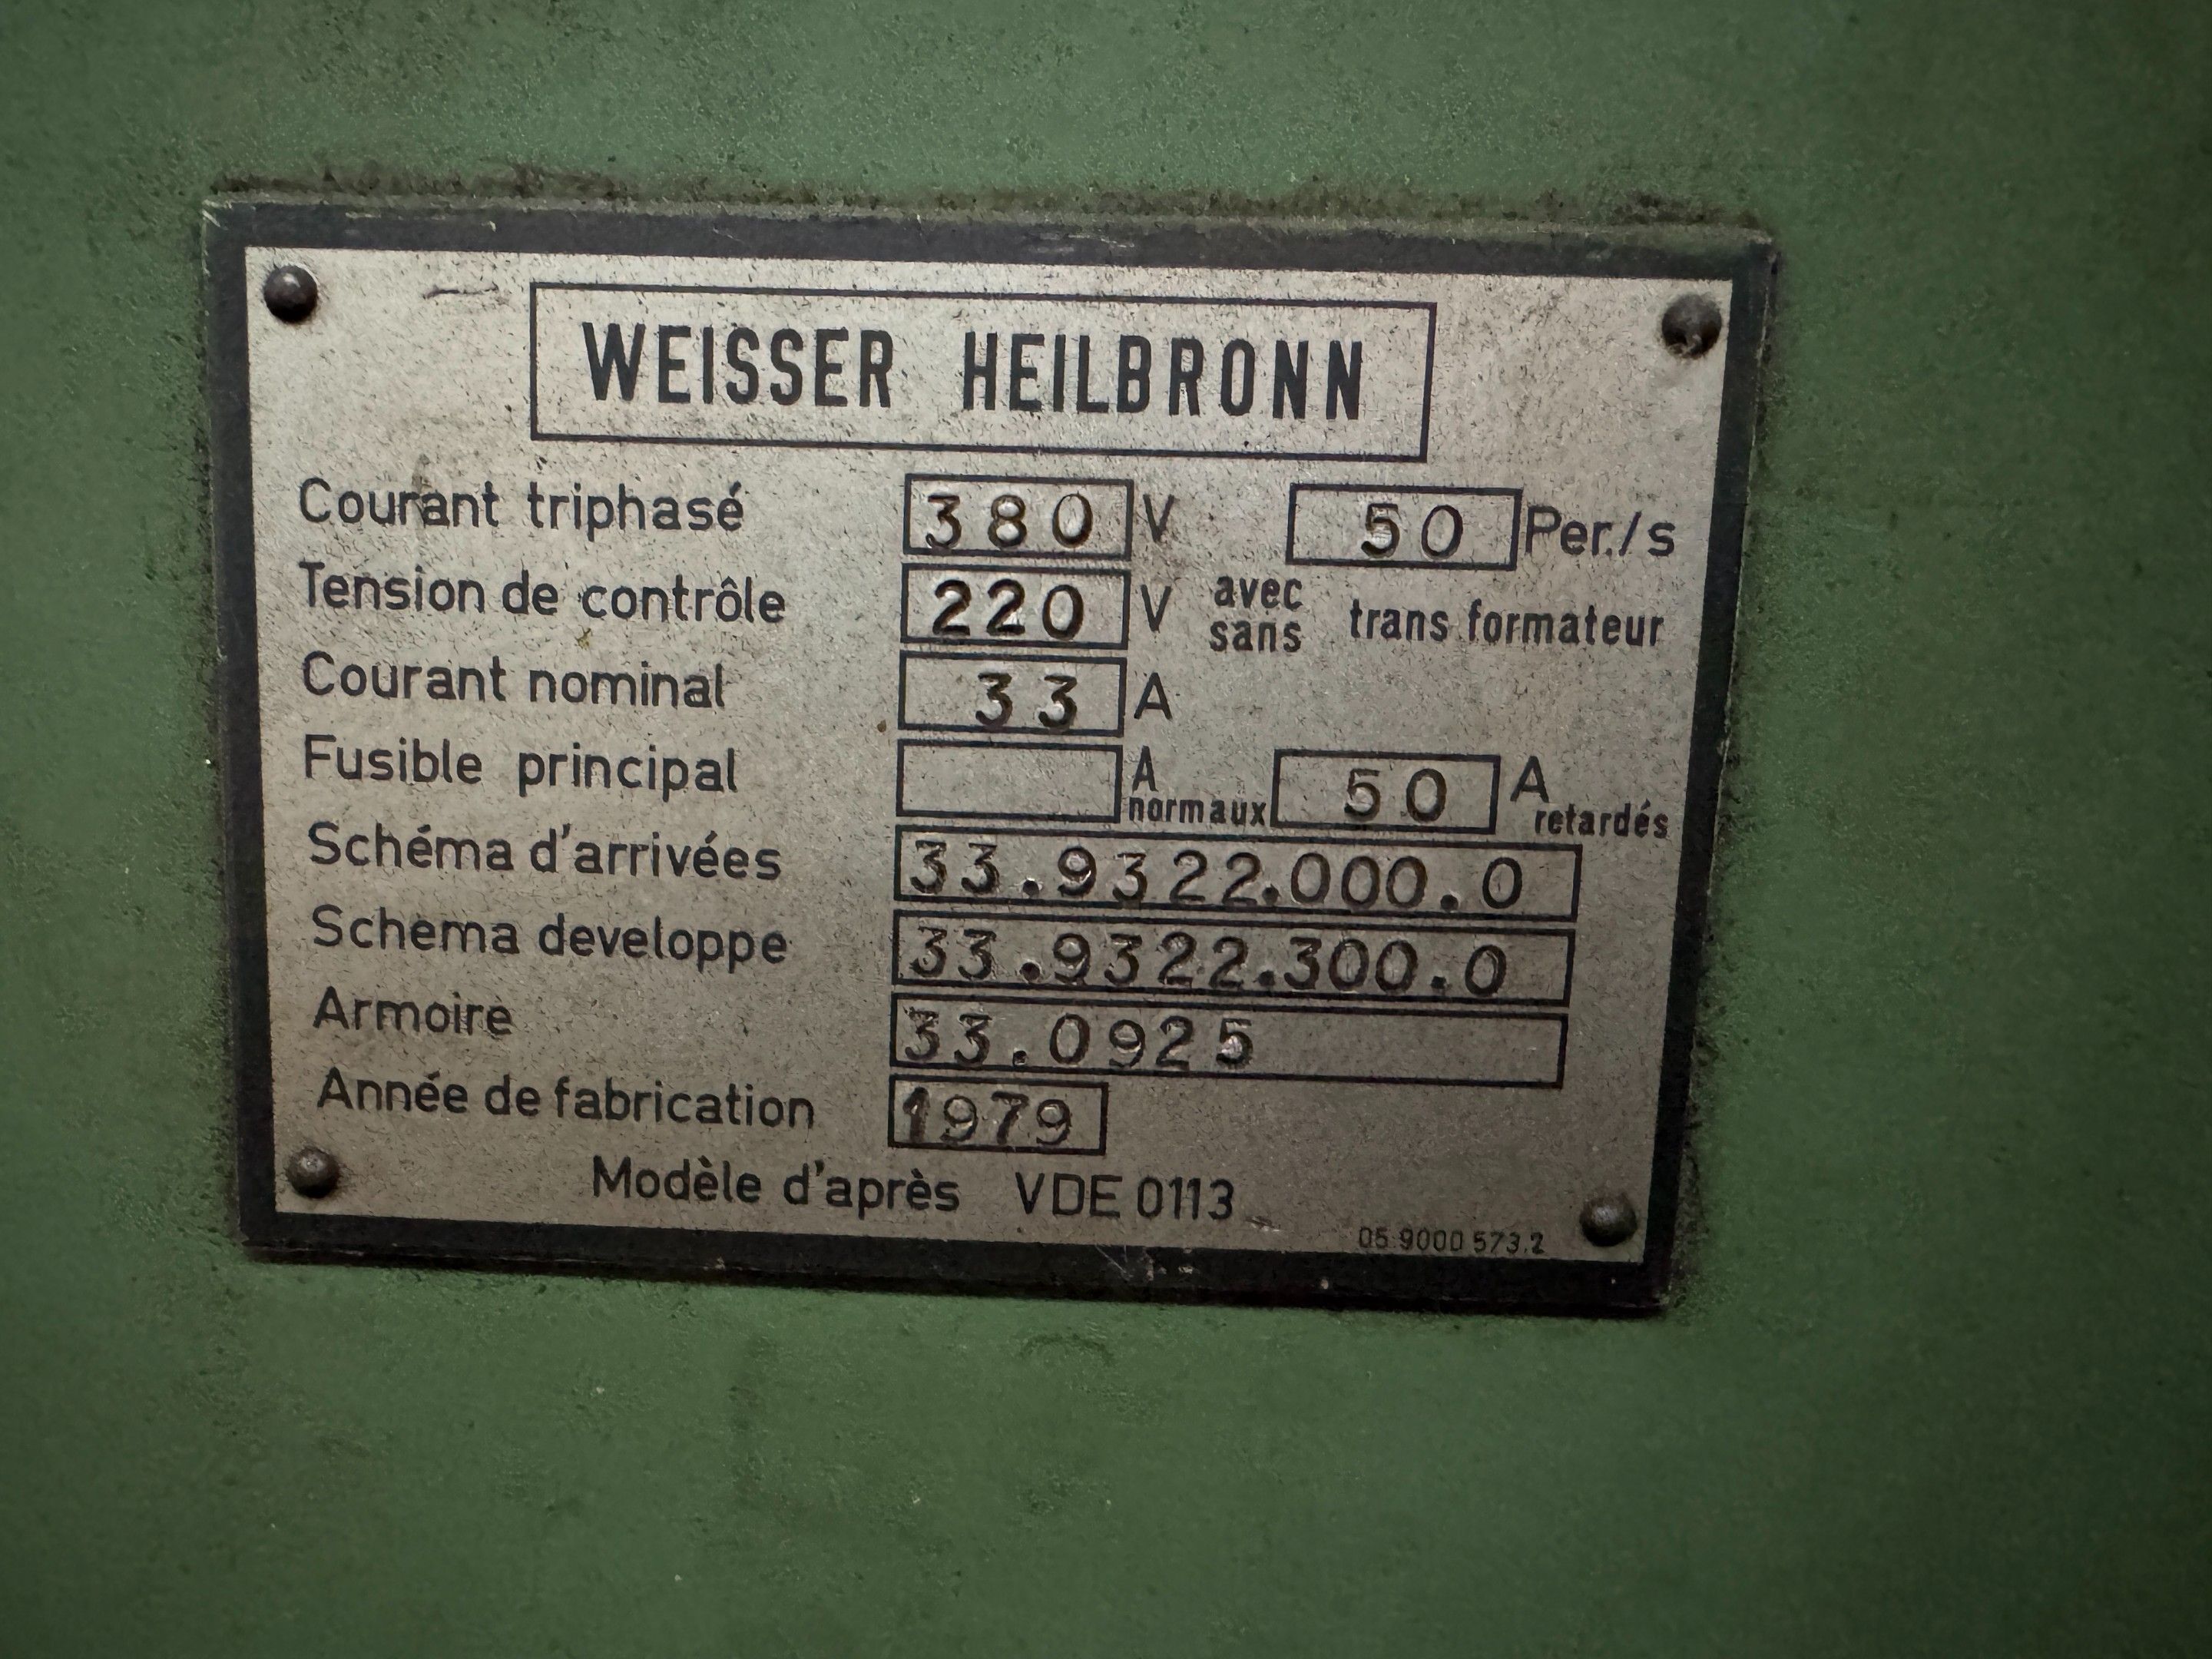 WEISSER HEILBRONN
Courant triphasé 380 V 50 Per./s
Tension de contrôle 220 V avec sans trans formateur
Courant nominal 33 A
Fusible principal A normaux 50 A retardés
Schéma d'arrivées 33.9322.000.0
Schema developpe 33.9322.300.0
Armoire 33.0925
Année de fabrication 1979
Modèle d'après VDE 0113
05 9000 573.2